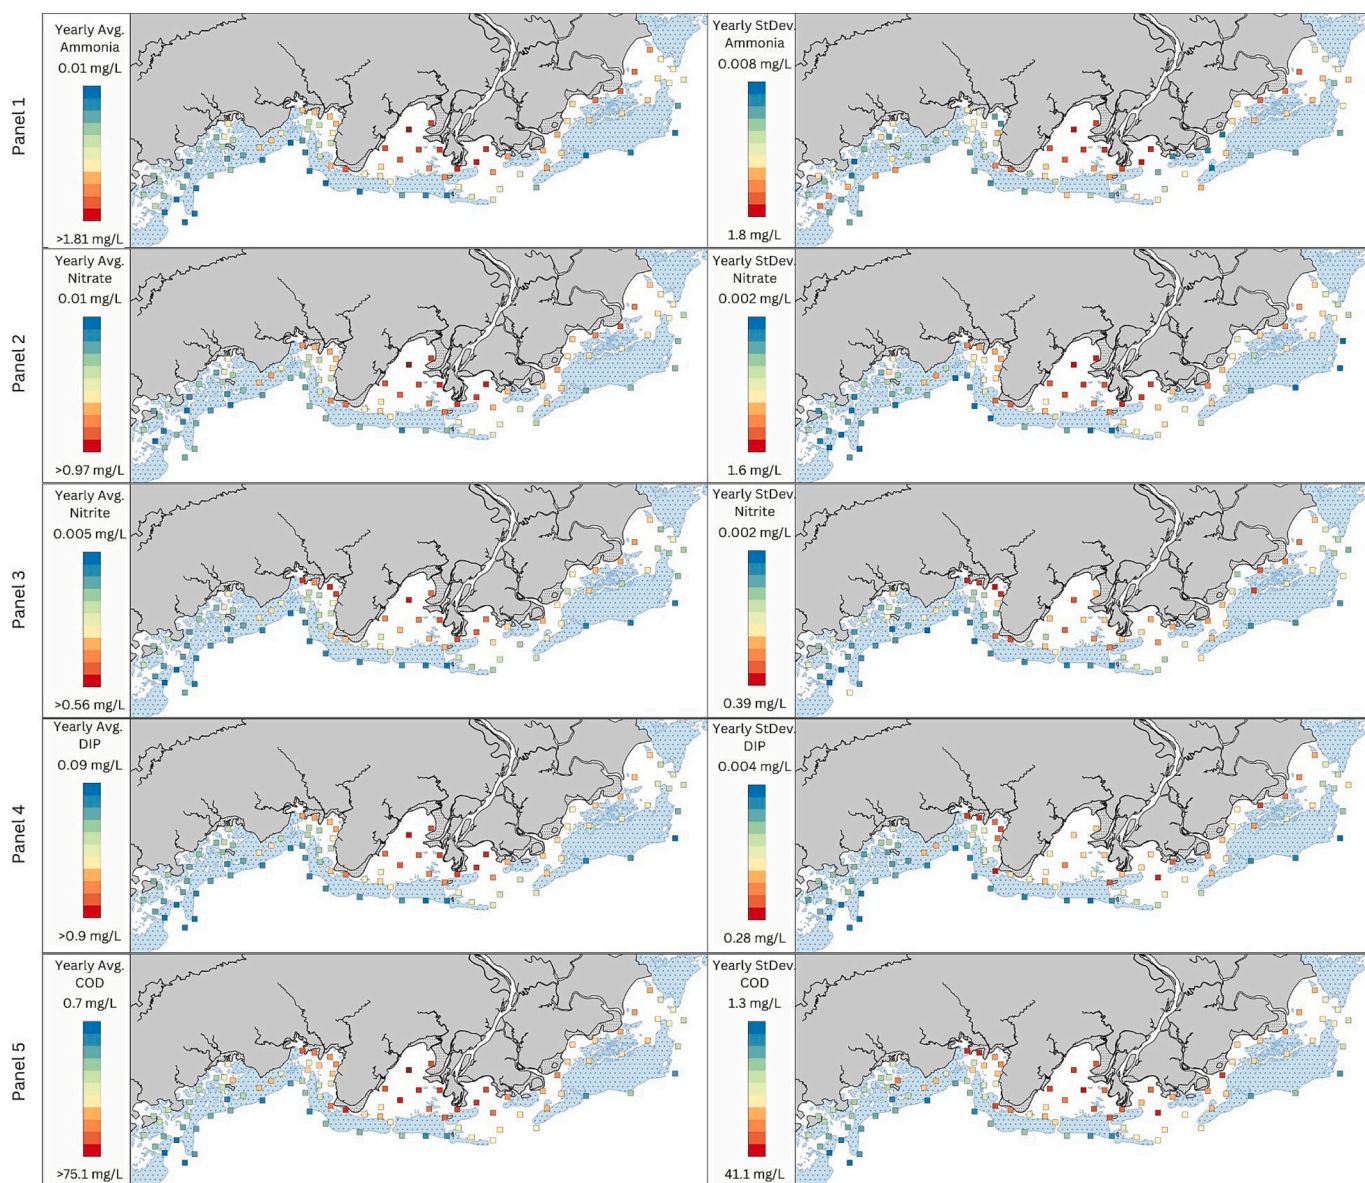 Panel 1
Yearly Avg.
Ammonia
0.01 mg/L
>1.81 mg/L
Yearly StDev.
Ammonia
0.008 mg/L
1.8 mg/L
Panel 2
Yearly Avg.
Nitrate
0.01 mg/L
>0.97 mg/L
Yearly StDev.
Nitrate
0.002 mg/L
1.6 mg/L
Panel 3
Yearly Avg.
Nitrite
0.005 mg/L
>0.56 mg/L
Yearly StDev.
Nitrite
0.002 mg/L
0.39 mg/L
Panel 4
Yearly Avg.
DIP
0.09 mg/L
>0.9 mg/L
Yearly StDev.
DIP
0.004 mg/L
0.28 mg/L
Panel 5
Yearly Avg.
COD
0.7 mg/L
>75.1 mg/L
Yearly StDev.
COD
1.3 mg/L
41.1 mg/L